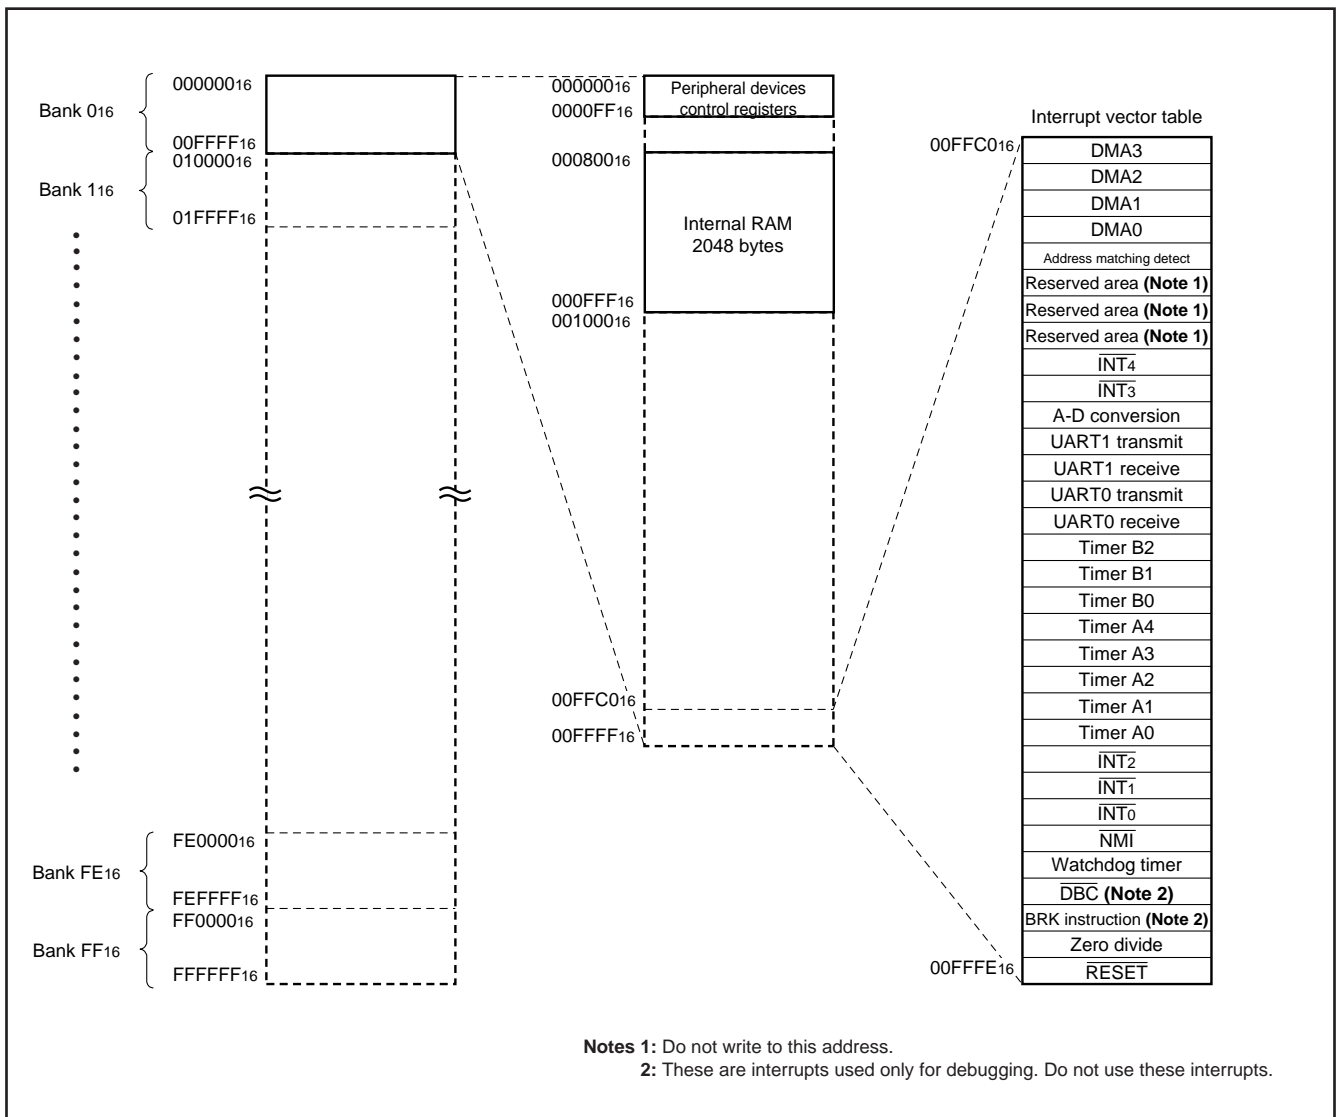 Bank 016
00000016
00FFFF16
Bank 116
01000016
01FFFF16
Bank FE16
FE000016
FEFFFF16
Bank FF16
FF000016
FFFFFF16
00000016
Peripheral devices
control registers
0000FF16
00080016
Internal RAM
2048 bytes
000FFF16
00100016
00FFC016
00FFFF16
Interrupt vector table
00FFC016
DMA3
DMA2
DMA1
DMA0
Address matching detect
Reserved area (Note 1)
Reserved area (Note 1)
Reserved area (Note 1)
INT4
INT3
A-D conversion
UART1 transmit
UART1 receive
UART0 transmit
UART0 receive
Timer B2
Timer B1
Timer B0
Timer A4
Timer A3
Timer A2
Timer A1
Timer A0
INT2
INT1
INT0
NMI
Watchdog timer
DBC (Note 2)
BRK instruction (Note 2)
Zero divide
00FFFE16
RESET
Notes 1: Do not write to this address.
2: These are interrupts used only for debugging. Do not use these interrupts.